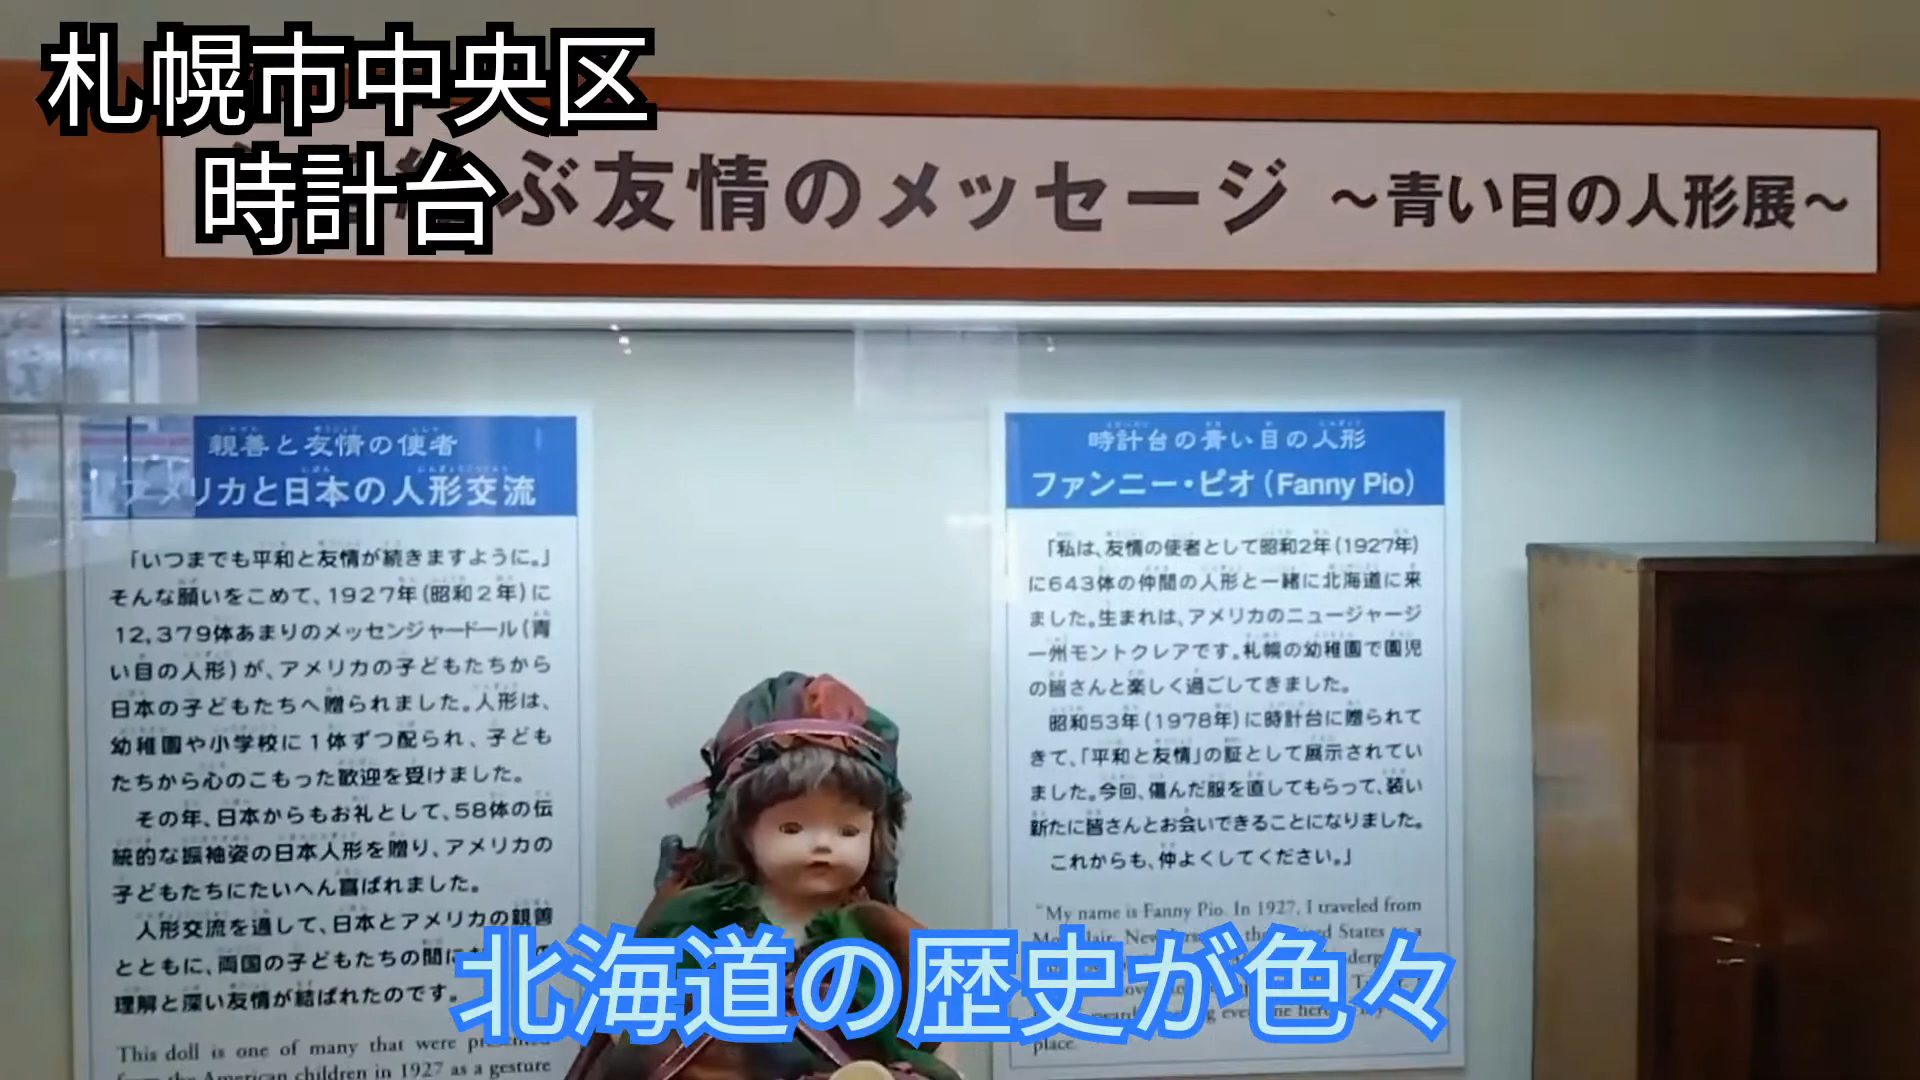 札幌市中央区
時計台
ぶ友情のメッセージ ～青い目の人形展～
親善と友情の使者
アメリカと日本の人形交流
「いつまでも平和と友情が続きますように。」
そんな願いをこめて、1927年(昭和2年)に
12,379体あまりのメッセンジャードール(青
い目の人形)が、アメリカの子どもたちから
日本の子どもたちへ贈られました。人形は、
幼稚園や小学校に1体ずつ配られ、子ども
たちから心のこもった歓迎を受けました。
その年、日本からもお礼として、58体の伝
統的な振袖姿の日本人形を贈り、アメリカの
子どもたちにたいへん喜ばれました。
人形交流を通して、日本とアメリカの親善
とともに、両国の子どもたちの間に
理解と深い友情が結ばれたのです。
This doll is one of many that were presented
from the American children in 1927 as a gesture
時計台の青い目の人形
ファンニー・ピオ(Fanny Pio)
「私は、友情の使者として昭和2年(1927年)
に643体の仲間の人形と一緒に北海道に来
ました。生まれは、アメリカのニュージャージ
ー州モントクレアです。札幌の幼稚園で園児
の皆さんと楽しく過ごしてきました。
昭和53年(1978年)に時計台に贈られて
きて、「平和と友情」の証として展示されてい
ました。今回、傷んだ服を直してもらって、装い
新たに皆さんとお会いできることになりました。
これからも、仲よくしてください。」
"My name is Fanny Pio. In 1927, I traveled from
States
place.
北海道の歴史が色々